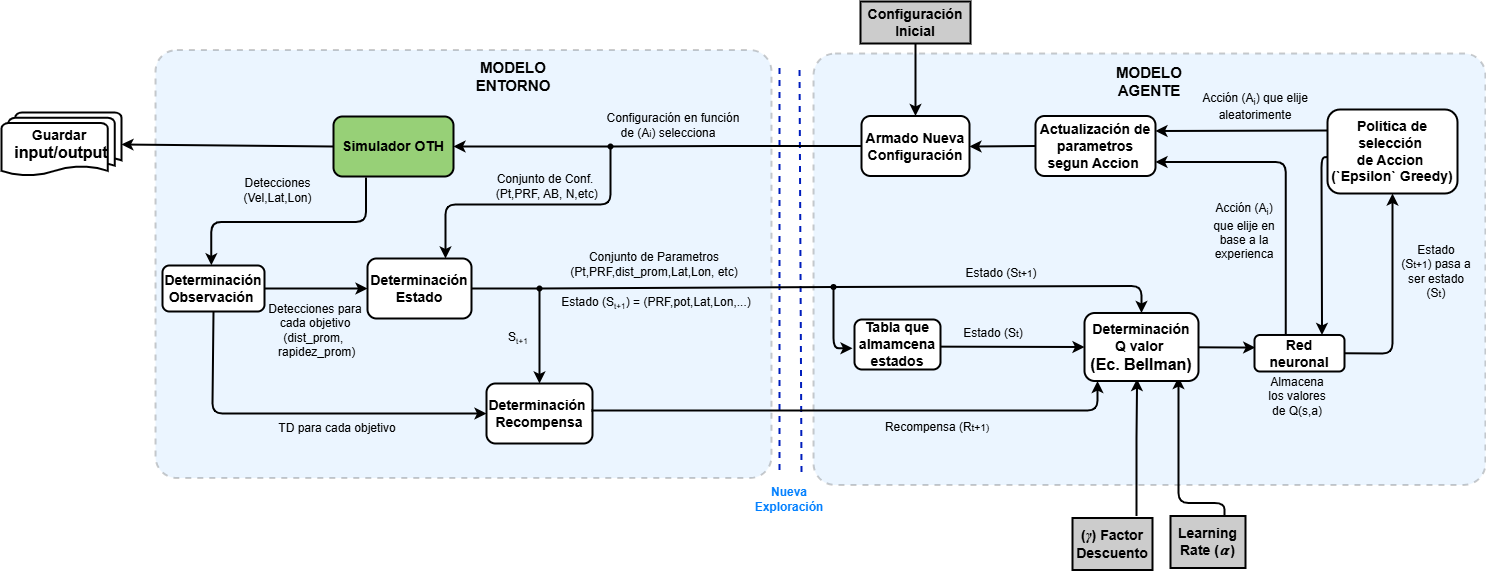 Configuración
Inicial
MODELO
ENTORNO
MODELO
AGENTE
Guardar
input/output
Simulador OTH
Configuración en función
de (Ai) selecciona
Armado Nueva
Configuración
Actualización de
parametros
segun Accion
Acción (Ai) que elije
aleatorimente
Politica de
selección
de Accion
(`Epsilon` Greedy)
Detecciones
(Vel,Lat,Lon)
Conjunto de Conf.
(Pt,PRF, AB, N,etc)
Acción (Ai)
que elije en
base a la
experienca
Estado
(St+1) pasa a
ser estado
(St)
Determinación
Observación
Determinación
Estado
Conjunto de Parametros
(Pt,PRF,dist_prom,Lat,Lon, etc)
Estado (St+1) = (PRF,pot,Lat,Lon,...)
Estado (St+1)
Detecciones para
cada objetivo
(dist_prom,
rapidez_prom)
St+1
Tabla que
almamcena
estados
Estado (St)
Determinación
Q valor
(Ec. Bellman)
Red
neuronal
Almacena
los valores
de Q(s,a)
Determinación
Recompensa
TD para cada objetivo
Recompensa (Rt+1)
Nueva
Exploración
(γ) Factor
Descuento
Learning
Rate (α)